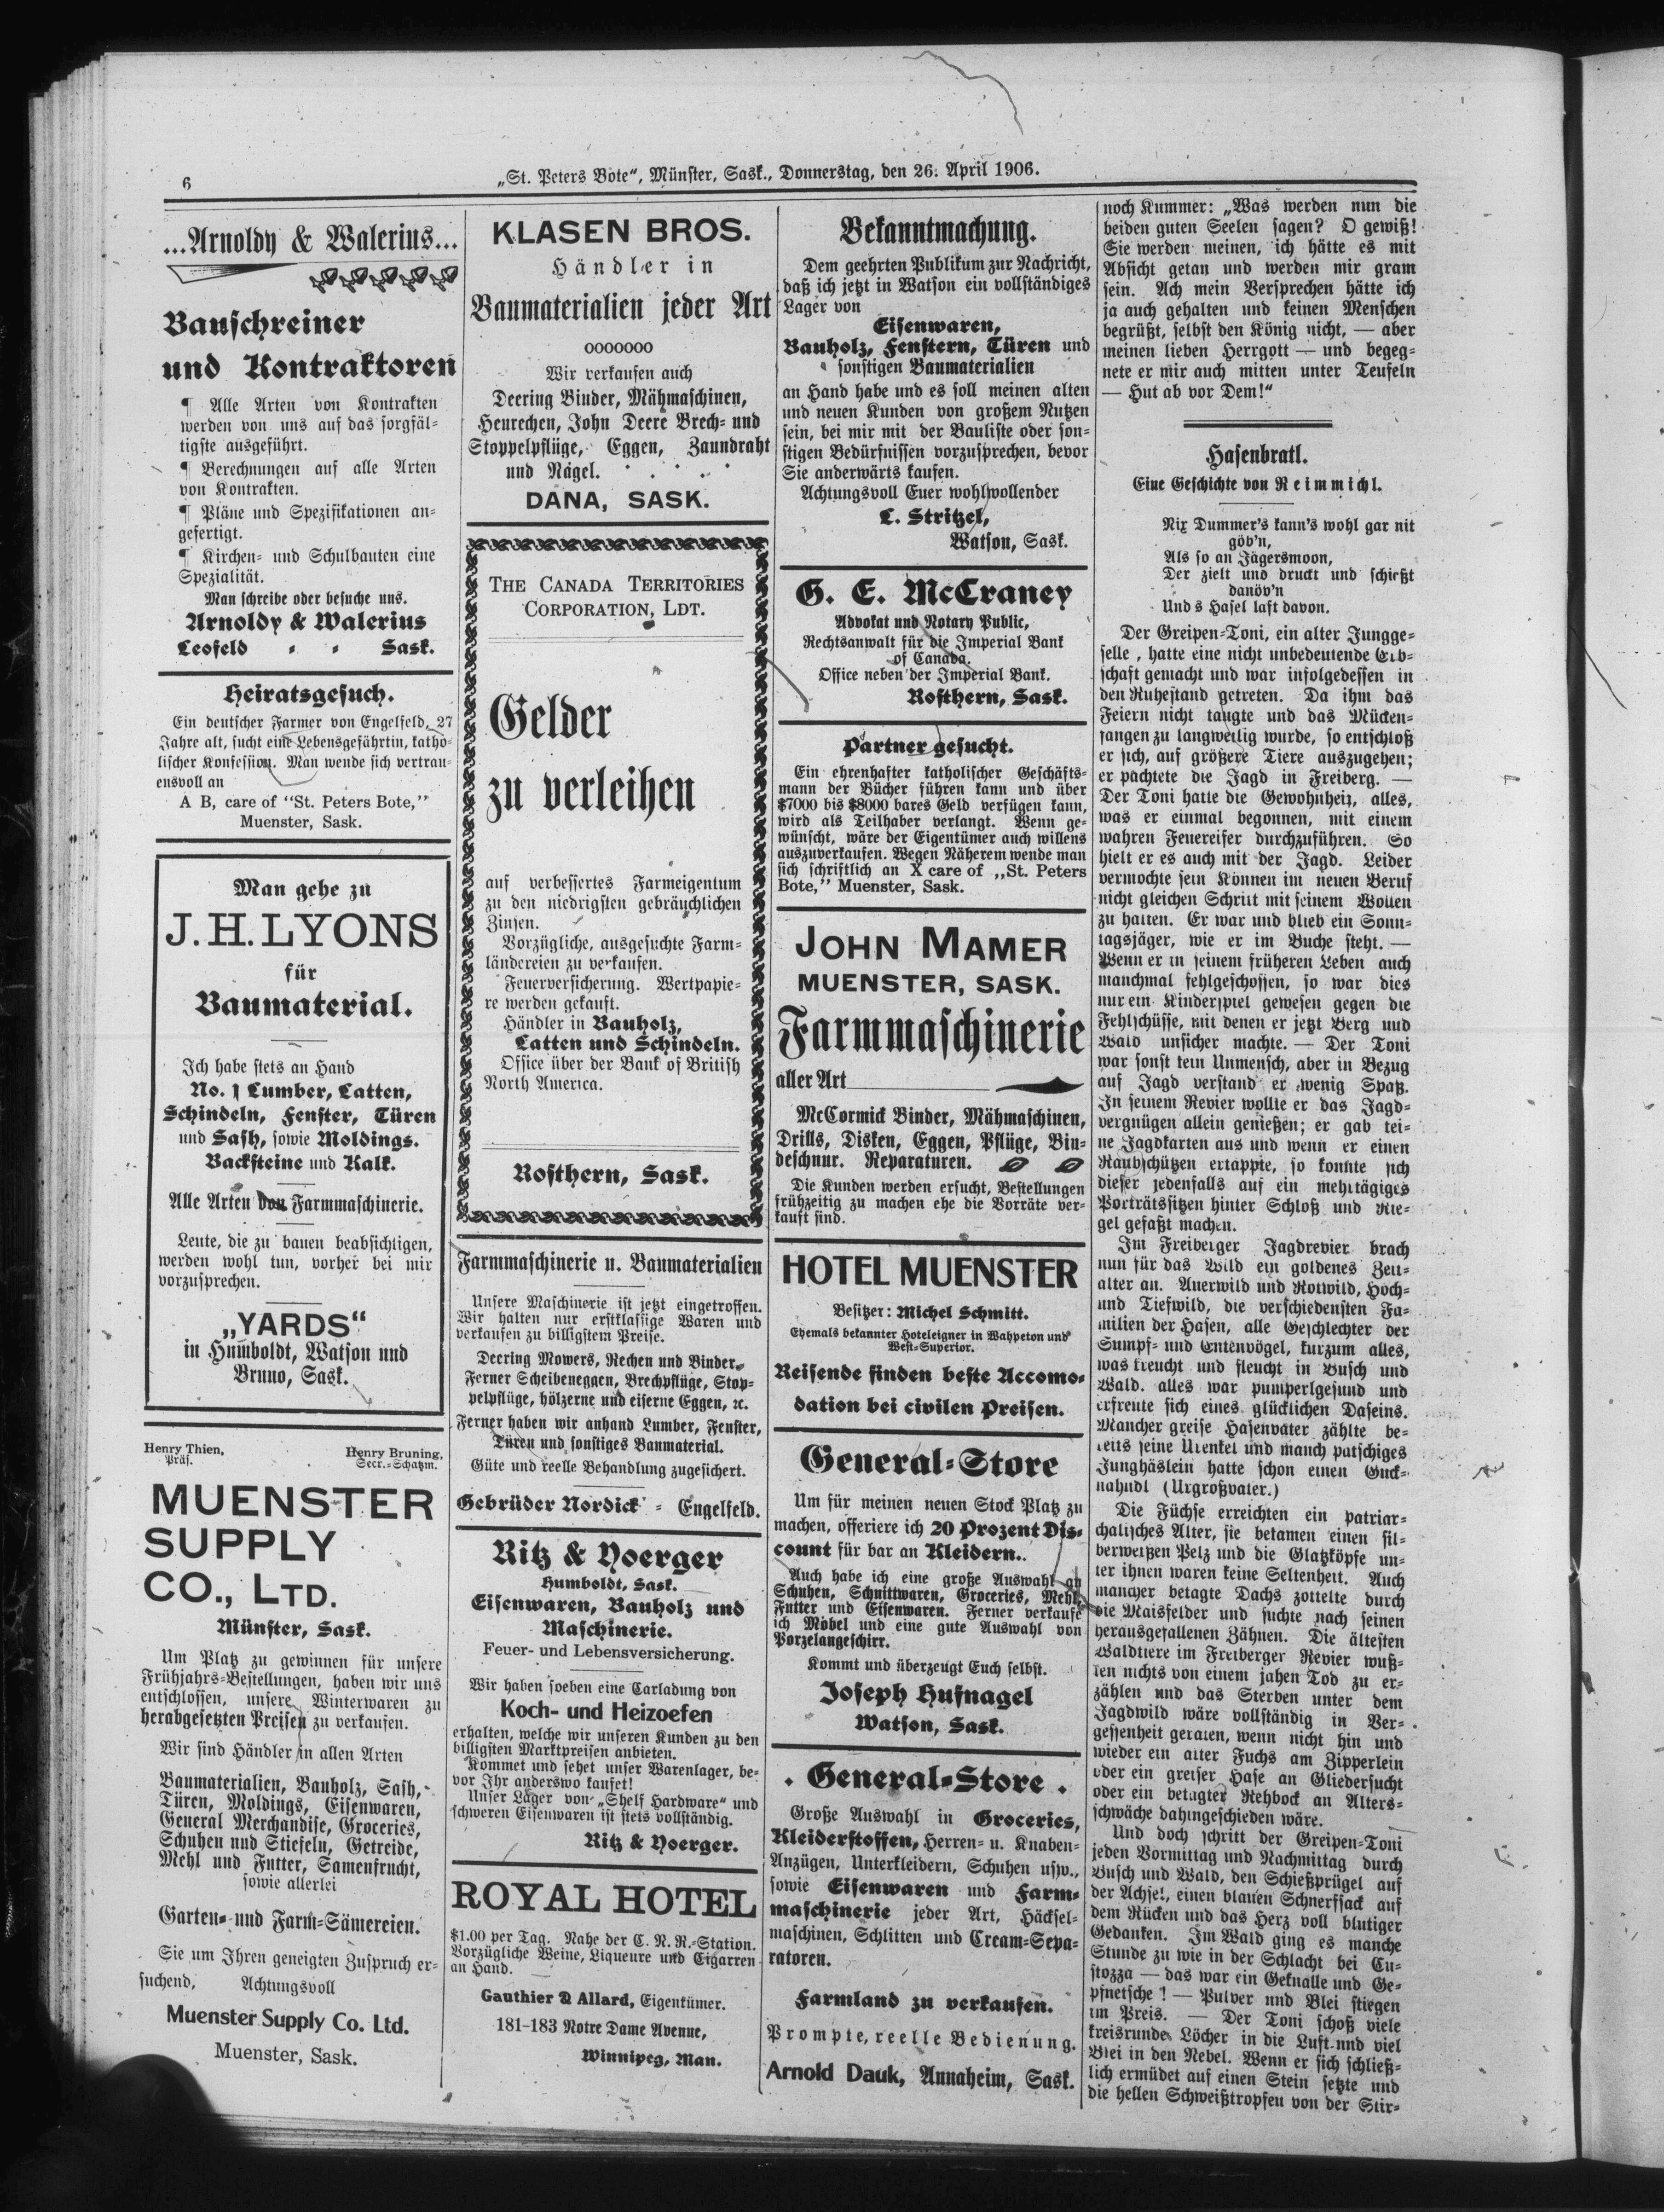 6
„St. Peters Bote“, Münster, Sask., Donnerstag, den 26. April 1906.
...Arnoldy & Walerius...
Bauschreiner
und Kontraktoren
¶ Alle Arten von Kontrakten
werden von uns auf das sorgfäl-
tigste ausgeführt.
¶ Berechnungen auf alle Arten
von Kontrakten.
¶ Pläne und Spezifikationen an-
gefertigt.
¶ Kirchen- und Schulbauten eine
Spezialität.
Man schreibe oder besuche uns.
Arnoldy & Walerius
Leofeld - - Sask.
Heiratsgesuch.
Ein deutscher Farmer von Engelfeld, 27
Jahre alt, sucht eine Lebensgefährtin, katho-
lischer Konfession. Man wende sich vertrau-
ensvoll an
A B, care of “St. Peters Bote,”
Muenster, Sask.
Man gehe zu
J. H. LYONS
für
Baumaterial.
Ich habe stets an Hand
No. 1 Lumber, Latten,
Schindeln, Fenster, Türen
und Sash, sowie Moldings.
Backsteine und Kalk.
Alle Arten von Farmmaschinerie.
Leute, die zu bauen beabsichtigen,
werden wohl tun, vorher bei mir
vorzusprechen.
„YARDS“
in Humboldt, Watson und
Bruno, Sask.
Henry Thien,
Präs.
Henry Bruning,
Secr.-Schatzm.
MUENSTER
SUPPLY
CO., LTD.
Münster, Sask.
Um Platz zu gewinnen für unsere
Frühjahrs-Bestellungen, haben wir uns
entschlossen, unsere Winterwaren zu
herabgesetzten Preisen zu verkaufen.
Wir sind Händler in allen Arten
Baumaterialien, Bauholz, Sash,
Türen, Moldings, Eisenwaren,
General Merchandise, Groceries,
Schuhen und Stiefeln, Getreide,
Mehl und Futter, Samenfrucht,
sowie allerlei
Garten- und Farm-Sämereien.
Sie um Ihren geneigten Zuspruch er-
suchend, Achtungsvoll
Muenster Supply Co. Ltd.
Muenster, Sask.
KLASEN BROS.
Händler in
Baumaterialien jeder Art
ooooooo
Wir verkaufen auch
Deering Binder, Mähmaschinen,
Heurechen, John Deere Brech- und
Stoppelpflüge, Eggen, Zaundraht
und Nägel.
DANA, SASK.
THE CANADA TERRITORIES
CORPORATION, LDT.
Gelder
zu verleihen
auf verbessertes Farmeigentum
zu den niedrigsten gebräuchlichen
Zinsen.
Vorzügliche, ausgesuchte Farm-
ländereien zu verkaufen.
Feuerversicherung. Wertpapie-
re werden gekauft.
Händler in Bauholz,
Latten und Schindeln.
Office über der Bank of British
North America.
Rosthern, Sask.
Farmmaschinerie u. Baumaterialien
Unsere Maschinerie ist jetzt eingetroffen.
Wir halten nur erstklassige Waren und
verkaufen zu billigstem Preise.
Deering Mowers, Rechen und Binder,
Ferner Scheibeneggen, Brechpflüge, Stop-
pelpflüge, hölzerne und eiserne Eggen, ꝛc.
Ferner haben wir anhand Lumber, Fenster,
Türen und sonstiges Baumaterial.
Güte und reelle Behandlung zugesichert.
Gebrüder Nordick - Engelfeld.
Ritz & Yoerger
Humboldt, Sask.
Eisenwaren, Bauholz und
Maschinerie.
Feuer- und Lebensversicherung.
Wir haben soeben eine Carladung von
Koch- und Heizoefen
erhalten, welche wir unseren Kunden zu den
billigsten Marktpreisen anbieten.
Kommet und sehet unser Warenlager, be-
vor Ihr anderswo kaufet!
Unser Lager von „Shelf Hardware“ und
schweren Eisenwaren ist stets vollständig.
Ritz & Yoerger.
ROYAL HOTEL
$1.00 per Tag. Nahe der C. N. R.-Station.
Vorzügliche Weine, Liqueure und Cigarren
an Hand.
Gauthier & Allard, Eigentümer.
181-183 Notre Dame Avenue,
Winnipeg, Man.
Bekanntmachung.
Dem geehrten Publikum zur Nachricht,
daß ich jetzt in Watson ein vollständiges
Lager von
Eisenwaren,
Bauholz, Fenstern, Türen und
sonstigen Baumaterialien
an Hand habe und es soll meinen alten
und neuen Kunden von großem Nutzen
sein, bei mir mit der Bauliste oder son-
stigen Bedürfnissen vorzusprechen, bevor
Sie anderwärts kaufen.
Achtungsvoll Euer wohlwollender
L. Stritzel,
Watson, Sask.
G. E. McCraney
Advokat und Notary Public,
Rechtsanwalt für die Imperial Bank
of Canada.
Office neben der Imperial Bank.
Rosthern, Sask.
Partner gesucht.
Ein ehrenhafter katholischer Geschäfts-
mann der Bücher führen kann und über
$7000 bis $8000 bares Geld verfügen kann,
wird als Teilhaber verlangt. Wenn ge-
wünscht, wäre der Eigentümer auch willens
auszuverkaufen. Wegen Näherem wende man
sich schriftlich an X care of „St. Peters
Bote,” Muenster, Sask.
JOHN MAMER
MUENSTER, SASK.
Farmmaschinerie
aller Art
McCormick Binder, Mähmaschinen,
Drills, Disken, Eggen, Pflüge, Bin-
deschnur. Reparaturen.
Die Kunden werden ersucht, Bestellungen
frühzeitig zu machen ehe die Vorräte ver-
kauft sind.
HOTEL MUENSTER
Besitzer: Michel Schmitt.
Ehemals bekannter Hoteleigner in Wahpeton und
West-Superior.
Reisende finden beste Accomo-
dation bei civilen Preisen.
General-Store
Um für meinen neuen Stock Platz zu
machen, offeriere ich 20 Prozent Dis-
count für bar an Kleidern..
Auch habe ich eine große Auswahl an
Schuhen, Schnittwaren, Groceries, Mehl,
Futter und Eisenwaren. Ferner verkaufe
ich Möbel und eine gute Auswahl von
Porzelangeschirr.
Kommt und überzeugt Euch selbst.
Joseph Hufnagel
Watson, Sask.
. General-Store .
Große Auswahl in Groceries,
Kleiderstoffen, Herren- u. Knaben-
Anzügen, Unterkleidern, Schuhen usw.,
sowie Eisenwaren und Farm-
maschinerie jeder Art, Häcksel-
maschinen, Schlitten und Cream-Sepa-
ratoren.
Farmland zu verkaufen.
Prompte, reelle Bedienung.
Arnold Dauk, Annaheim, Sask.
noch Kummer: „Was werden nun die
beiden guten Seelen sagen? O gewiß!
Sie werden meinen, ich hätte es mit
Absicht getan und werden mir gram
sein. Ach mein Versprechen hätte ich
ja auch gehalten und keinen Menschen
begrüßt, selbst den König nicht, — aber
meinen lieben Herrgott — und begeg-
nete er mir auch mitten unter Teufeln
— Hut ab vor Dem!“
Hasenbratl.
Eine Geschichte von Reimmichl.
Nix Dummer's kann's wohl gar nit
göb'n,
Als so an Jägersmoon,
Der zielt und druckt und schießt
danöv'n
Und s Hasel laft davon.
Der Greipen-Toni, ein alter Jungge-
selle, hatte eine nicht unbedeutende Erb-
schaft gemacht und war infolgedessen in
den Ruhestand getreten. Da ihm das
Feiern nicht taugte und das Mücken-
fangen zu langweilig wurde, so entschloß
er sich, auf größere Tiere auszugehen;
er pachtete die Jagd in Freiberg. —
Der Toni hatte die Gewohnheit, alles,
was er einmal begonnen, mit einem
wahren Feuereifer durchzuführen. So
hielt er es auch mit der Jagd. Leider
vermochte sein Können im neuen Beruf
nicht gleichen Schritt mit seinem Wollen
zu halten. Er war und blieb ein Sonn-
tagsjäger, wie er im Buche steht. —
Wenn er in seinem früheren Leben auch
manchmal fehlgeschossen, so war dies
nur ein Kinderspiel gewesen gegen die
Fehlschüsse, mit denen er jetzt Berg und
Wald unsicher machte. — Der Toni
war sonst kein Unmensch, aber in Bezug
auf Jagd verstand er wenig Spaß.
In seinem Revier wollte er das Jagd-
vergnügen allein genießen; er gab kei-
ne Jagdkarten aus und wenn er einen
Raubschützen ertappte, so konnte sich
dieser jedenfalls auf ein mehrtägiges
Porträtsitzen hinter Schloß und Rie-
gel gefaßt machen.
Im Freiberger Jagdrevier brach
nun für das Wild ein goldenes Zeit-
alter an. Auerwild und Rotwild, Hoch-
und Tiefwild, die verschiedensten Fa-
milien der Hasen, alle Geschlechter der
Sumpf- und Entenvögel, kurzum alles,
was kreucht und fleucht in Busch und
Wald. alles war pumperlgesund und
erfreute sich eines glücklichen Daseins.
Mancher greise Hasenvater zählte be-
reits seine Urenkel und manch patschiges
Junghäslein hatte schon einen Guck-
nahndl (Urgroßvater.)
Die Füchse erreichten ein patriar-
chalisches Alter, sie bekamen einen sil-
berweißen Pelz und die Glatzköpfe un-
ter ihnen waren keine Seltenheit. Auch
mancher betagte Dachs zottelte durch
die Maisfelder und suchte nach seinen
herausgefallenen Zähnen. Die ältesten
Waldtiere im Freiberger Revier wuß-
ten nichts von einem jähen Tod zu er-
zählen und das Sterben unter dem
Jagdwild wäre vollständig in Ver-
gessenheit geraten, wenn nicht hin und
wieder ein alter Fuchs am Zipperlein
oder ein greiser Hase an Gliedersucht
oder ein betagter Rehbock an Alters-
schwäche dahingeschieden wäre.
Und doch schritt der Greipen-Toni
jeden Vormittag und Nachmittag durch
Busch und Wald, den Schießprügel auf
der Achsel, einen blauen Schnerfsack auf
dem Rücken und das Herz voll blutiger
Gedanken. Im Wald ging es manche
Stunde zu wie in der Schlacht bei Cu-
stozza — das war ein Geknalle und Ge-
pfnetsche! — Pulver und Blei stiegen
im Preis. — Der Toni schoß viele
kreisrunde Löcher in die Luft und viel
Blei in den Nebel. Wenn er sich schließ-
lich ermüdet auf einen Stein setzte und
die hellen Schweißtropfen von der Stir-